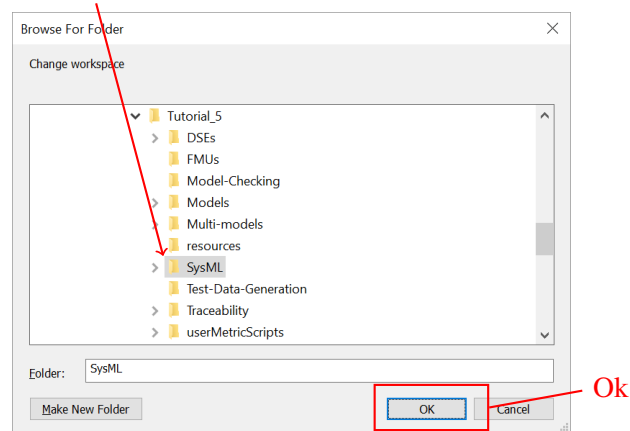 Browse For Folder
Change workspace
Tutorial_5
DSEs
FMUs
Model-Checking
Models
Multi-models
resources
SysML
Test-Data-Generation
Traceability
userMetricScripts
Folder: SysML
Make New Folder OK Cancel
Ok